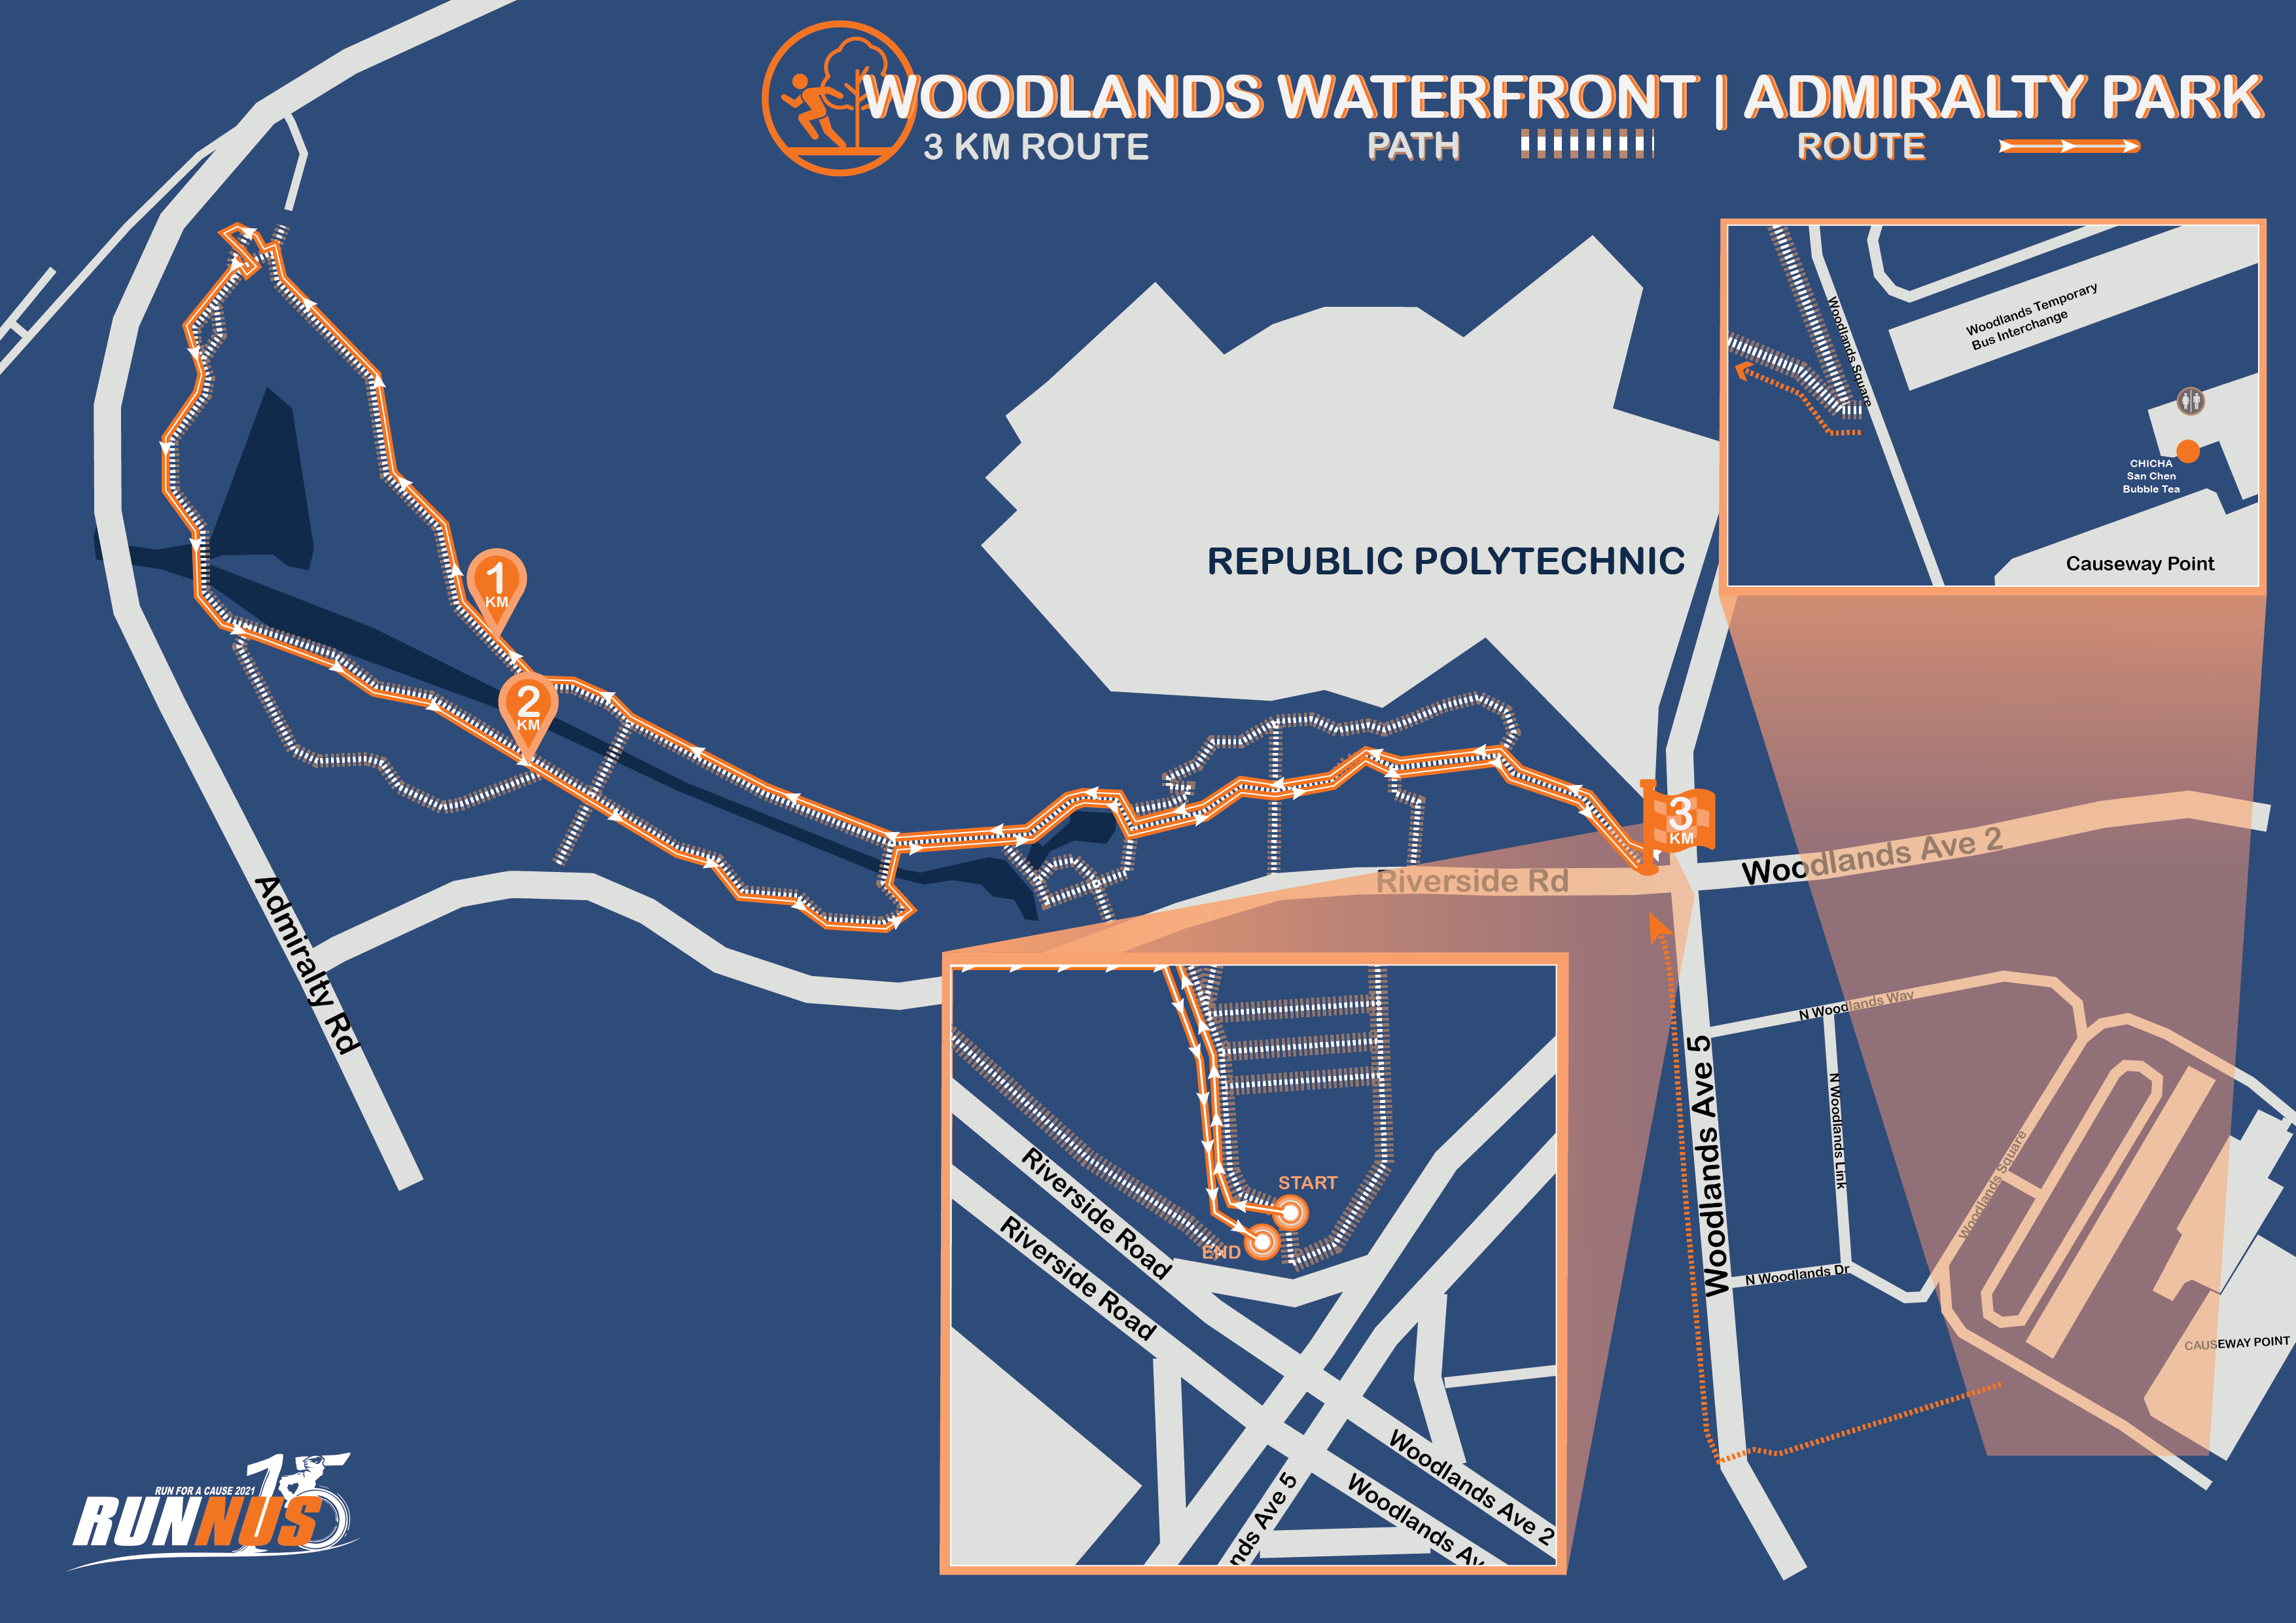 WOODLANDS WATERFRONT | ADMIRALTY PARK
3 KM ROUTE
PATH
ROUTE
Woodlands Square
Woodlands Temporary
Bus Interchange
CHICHA
San Chen
Bubble Tea
Causeway Point
1
KM
2
KM
REPUBLIC POLYTECHNIC
3
KM
Riverside Rd
Woodlands Ave 2
Admiralty Rd
Woodlands Ave 5
N Woodlands Way
N Woodlands Link
Woodlands Square
N Woodlands Dr
CAUSEWAY POINT
START
END
Riverside Road
Riverside Road
Woodlands Ave 2
Woodlands Av
nds Ave 5
15
RUN FOR A CAUSE 2021
RUNNUS